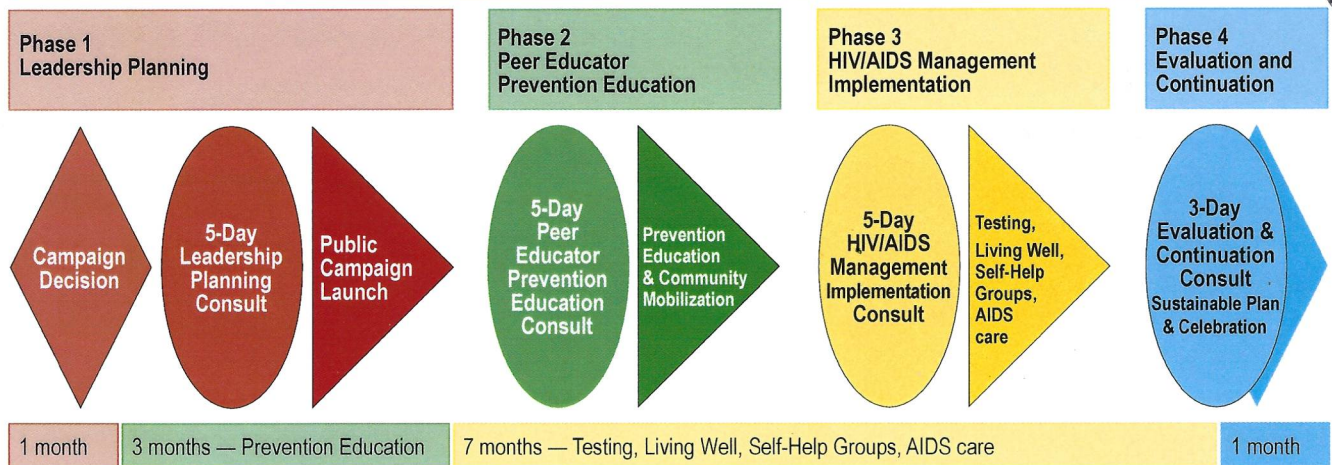 Phase 1
Leadership Planning
Phase 2
Peer Educator
Prevention Education
Phase 3
HIV/AIDS Management
Implementation
Phase 4
Evaluation and
Continuation
Campaign
Decision
5-Day
Leadership
Planning
Consult
Public
Campaign
Launch
5-Day
Peer
Educator
Prevention
Education
Consult
Prevention
Education
& Community
Mobilization
5-Day
HIV/AIDS
Management
Implementation
Consult
Testing,
Living Well,
Self-Help
Groups,
AIDS
care
3-Day
Evaluation &
Continuation
Consult
Sustainable Plan
& Celebration
1 month
3 months — Prevention Education
7 months — Testing, Living Well, Self-Help Groups, AIDS care
1 month